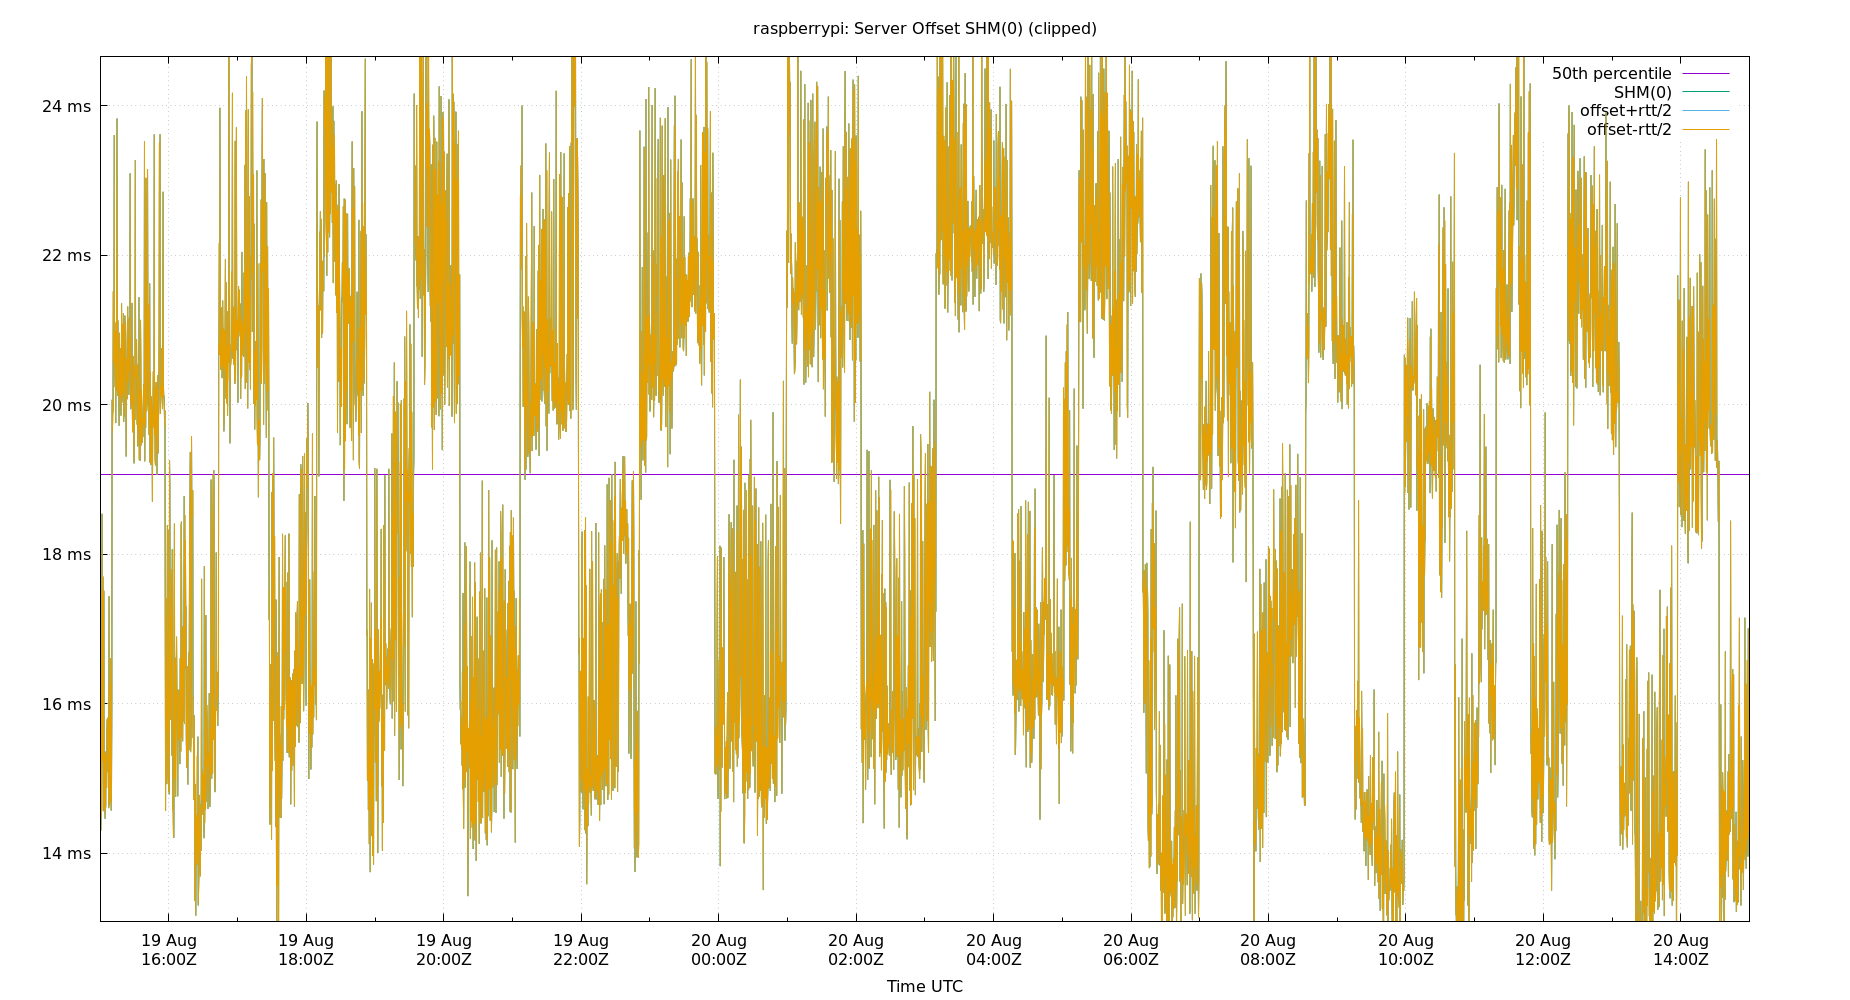 raspberrypi: Server Offset SHM(0) (clipped)
50th percentile
SHM(0)
offset+rtt/2
offset-rtt/2
24 ms
22 ms
20 ms
18 ms
16 ms
14 ms
19 Aug 19 Aug 19 Aug 19 Aug 20 Aug 20 Aug 20 Aug 20 Aug 20 Aug 20 Aug 20 Aug 20 Aug
16:00Z 18:00Z 20:00Z 22:00Z 00:00Z 02:00Z 04:00Z 06:00Z 08:00Z 10:00Z 12:00Z 14:00Z
Time UTC